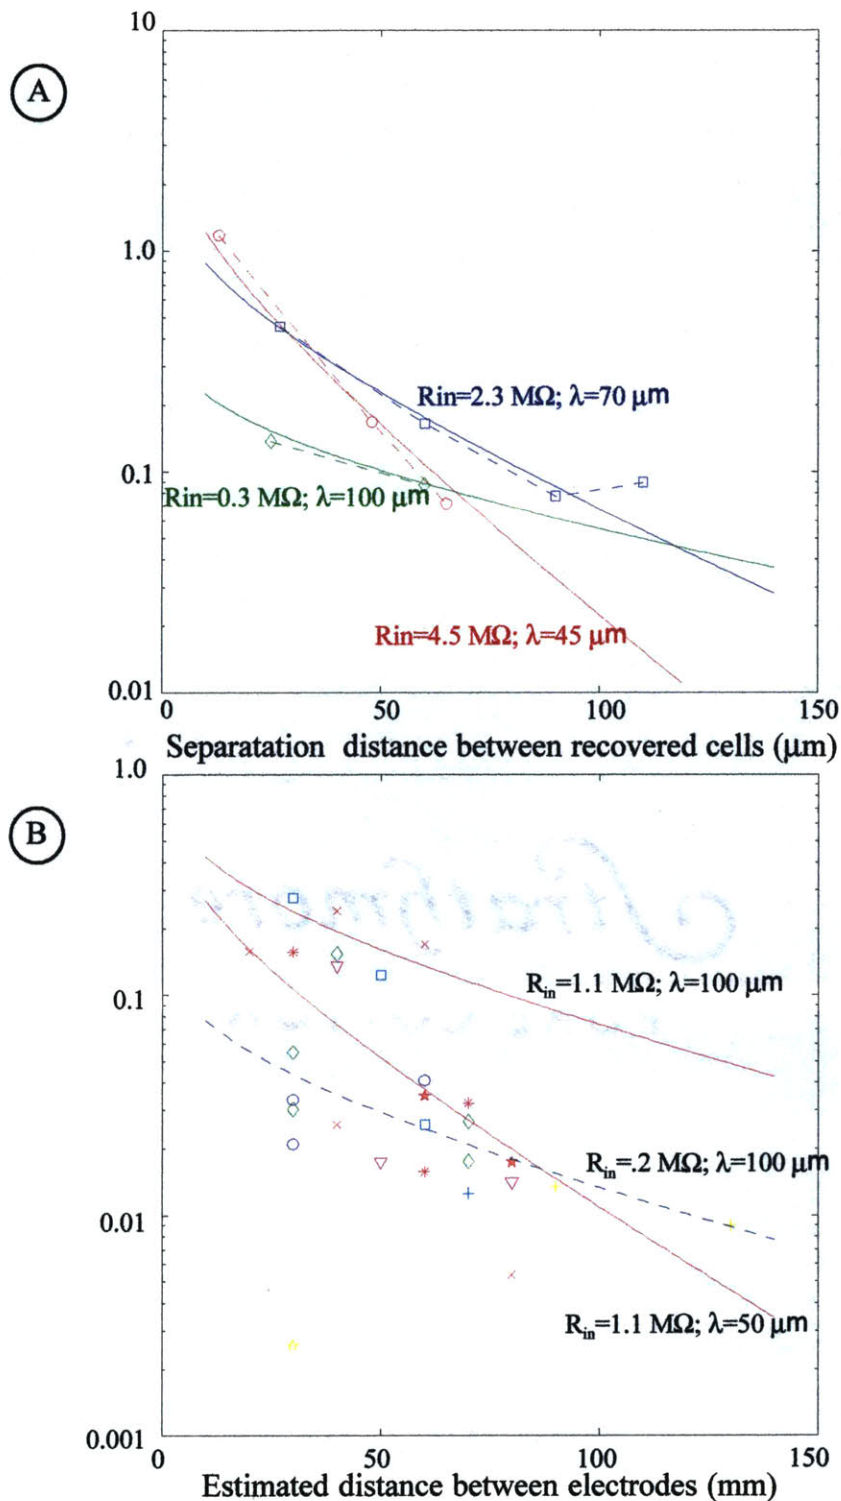 A
10
1.0
0.1
0.01
Rin=2.3 MΩ; λ=70 μm
Rin=0.3 MΩ; λ=100 μm
Rin=4.5 MΩ; λ=45 μm
0
50
100
150
Separatation distance between recovered cells (μm)
B
1.0
0.1
0.01
0.001
R_in=1.1 MΩ; λ=100 μm
R_in=.2 MΩ; λ=100 μm
R_in=1.1 MΩ; λ=50 μm
0
50
100
150
Estimated distance between electrodes (mm)